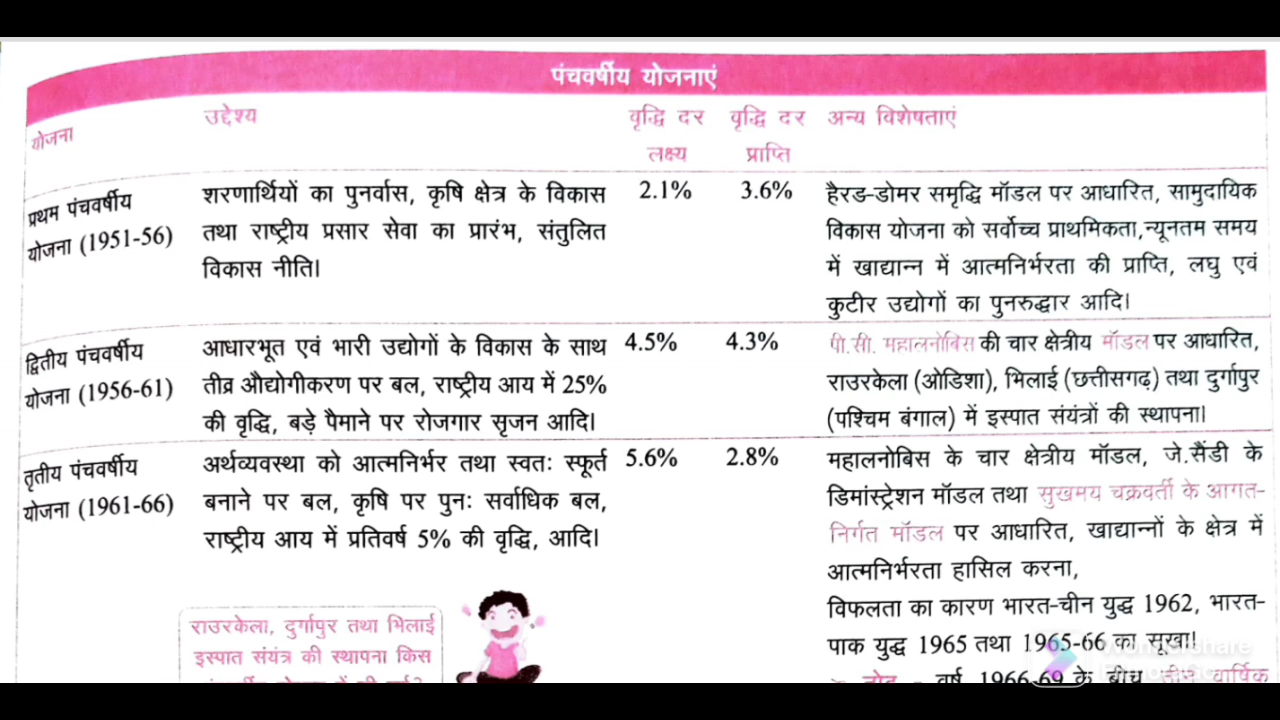 पंचवर्षीय योजनाएं
योजना
उद्देश्य
वृद्धि दर
लक्ष्य
वृद्धि दर
प्राप्ति
अन्य विशेषताएं
प्रथम पंचवर्षीय
योजना (1951-56)
शरणार्थियों का पुनर्वास, कृषि क्षेत्र के विकास
तथा राष्ट्रीय प्रसार सेवा का प्रारंभ, संतुलित
विकास नीति।
2.1%
3.6%
हैरड-डोमर समृद्धि मॉडल पर आधारित, सामुदायिक
विकास योजना को सर्वोच्च प्राथमिकता,न्यूनतम समय
में खाद्यान्न में आत्मनिर्भरता की प्राप्ति, लघु एवं
कुटीर उद्योगों का पुनरुद्धार आदि।
द्वितीय पंचवर्षीय
योजना (1956-61)
आधारभूत एवं भारी उद्योगों के विकास के साथ
तीव्र औद्योगीकरण पर बल, राष्ट्रीय आय में 25%
की वृद्धि, बड़े पैमाने पर रोजगार सृजन आदि।
4.5%
4.3%
पी.सी. महालनोबिस की चार क्षेत्रीय मॉडल पर आधारित,
राउरकेला (ओडिशा), भिलाई (छत्तीसगढ़) तथा दुर्गापुर
(पश्चिम बंगाल) में इस्पात संयंत्रों की स्थापना।
तृतीय पंचवर्षीय
योजना (1961-66)
अर्थव्यवस्था को आत्मनिर्भर तथा स्वतः स्फूर्त
बनाने पर बल, कृषि पर पुनः सर्वाधिक बल,
राष्ट्रीय आय में प्रतिवर्ष 5% की वृद्धि, आदि।
5.6%
2.8%
महालनोबिस के चार क्षेत्रीय मॉडल, जे.सैंडी के
डिमांस्ट्रेशन मॉडल तथा सुखमय चक्रवर्ती के आगत-
निर्गत मॉडल पर आधारित, खाद्यान्नों के क्षेत्र में
आत्मनिर्भरता हासिल करना,
विफलता का कारण भारत-चीन युद्ध 1962, भारत-
पाक युद्ध 1965 तथा 1965-66 का सूखा।
नोट - वर्ष 1966-69 के बीच तीन वार्षिक
राउरकेला, दुर्गापुर तथा भिलाई
इस्पात संयंत्र की स्थापना किस
Wondershare